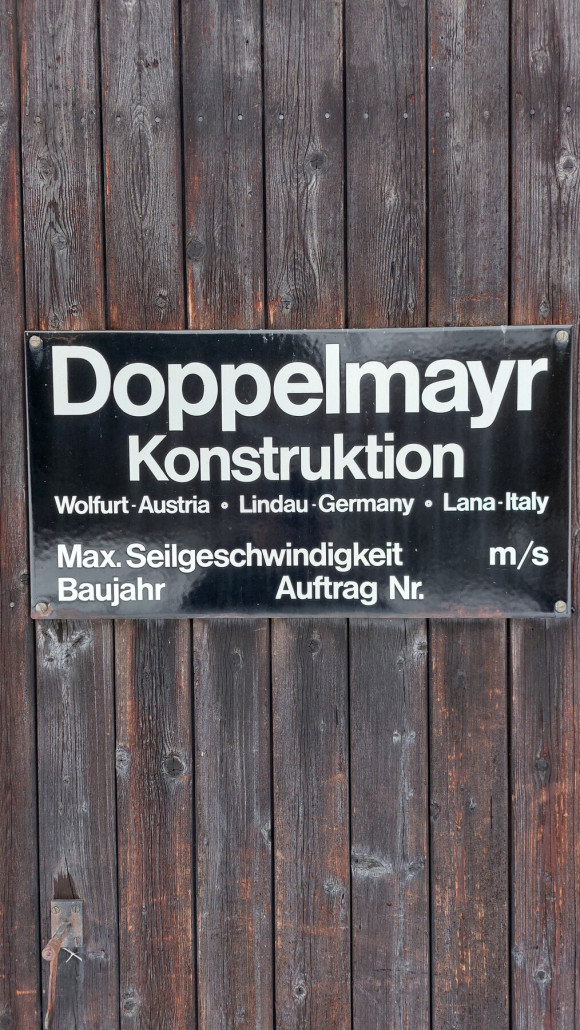 Doppelmayr
Konstruktion
Wolfurt-Austria • Lindau-Germany • Lana-Italy
Max. Seilgeschwindigkeit m/s
Baujahr Auftrag Nr.